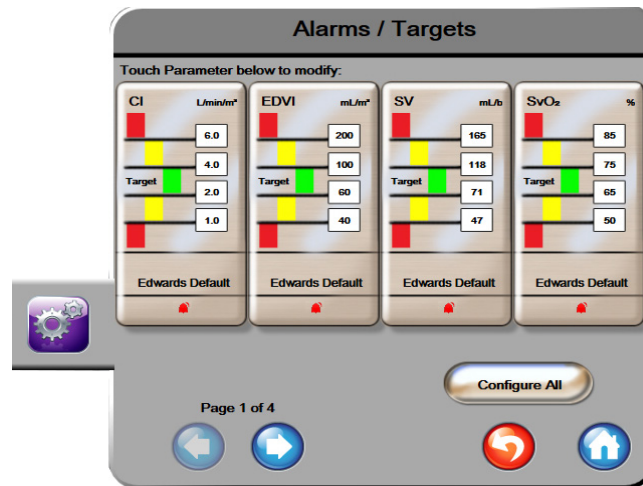 Alarms / Targets
Touch Parameter below to modify:
CI L/min/m²
6.0
4.0
Target
2.0
1.0
Edwards Default
EDVI mL/m²
200
100
Target
60
40
Edwards Default
SV mL/b
165
118
Target
71
47
Edwards Default
SvO₂ %
85
75
Target
65
50
Edwards Default
Configure All
Page 1 of 4